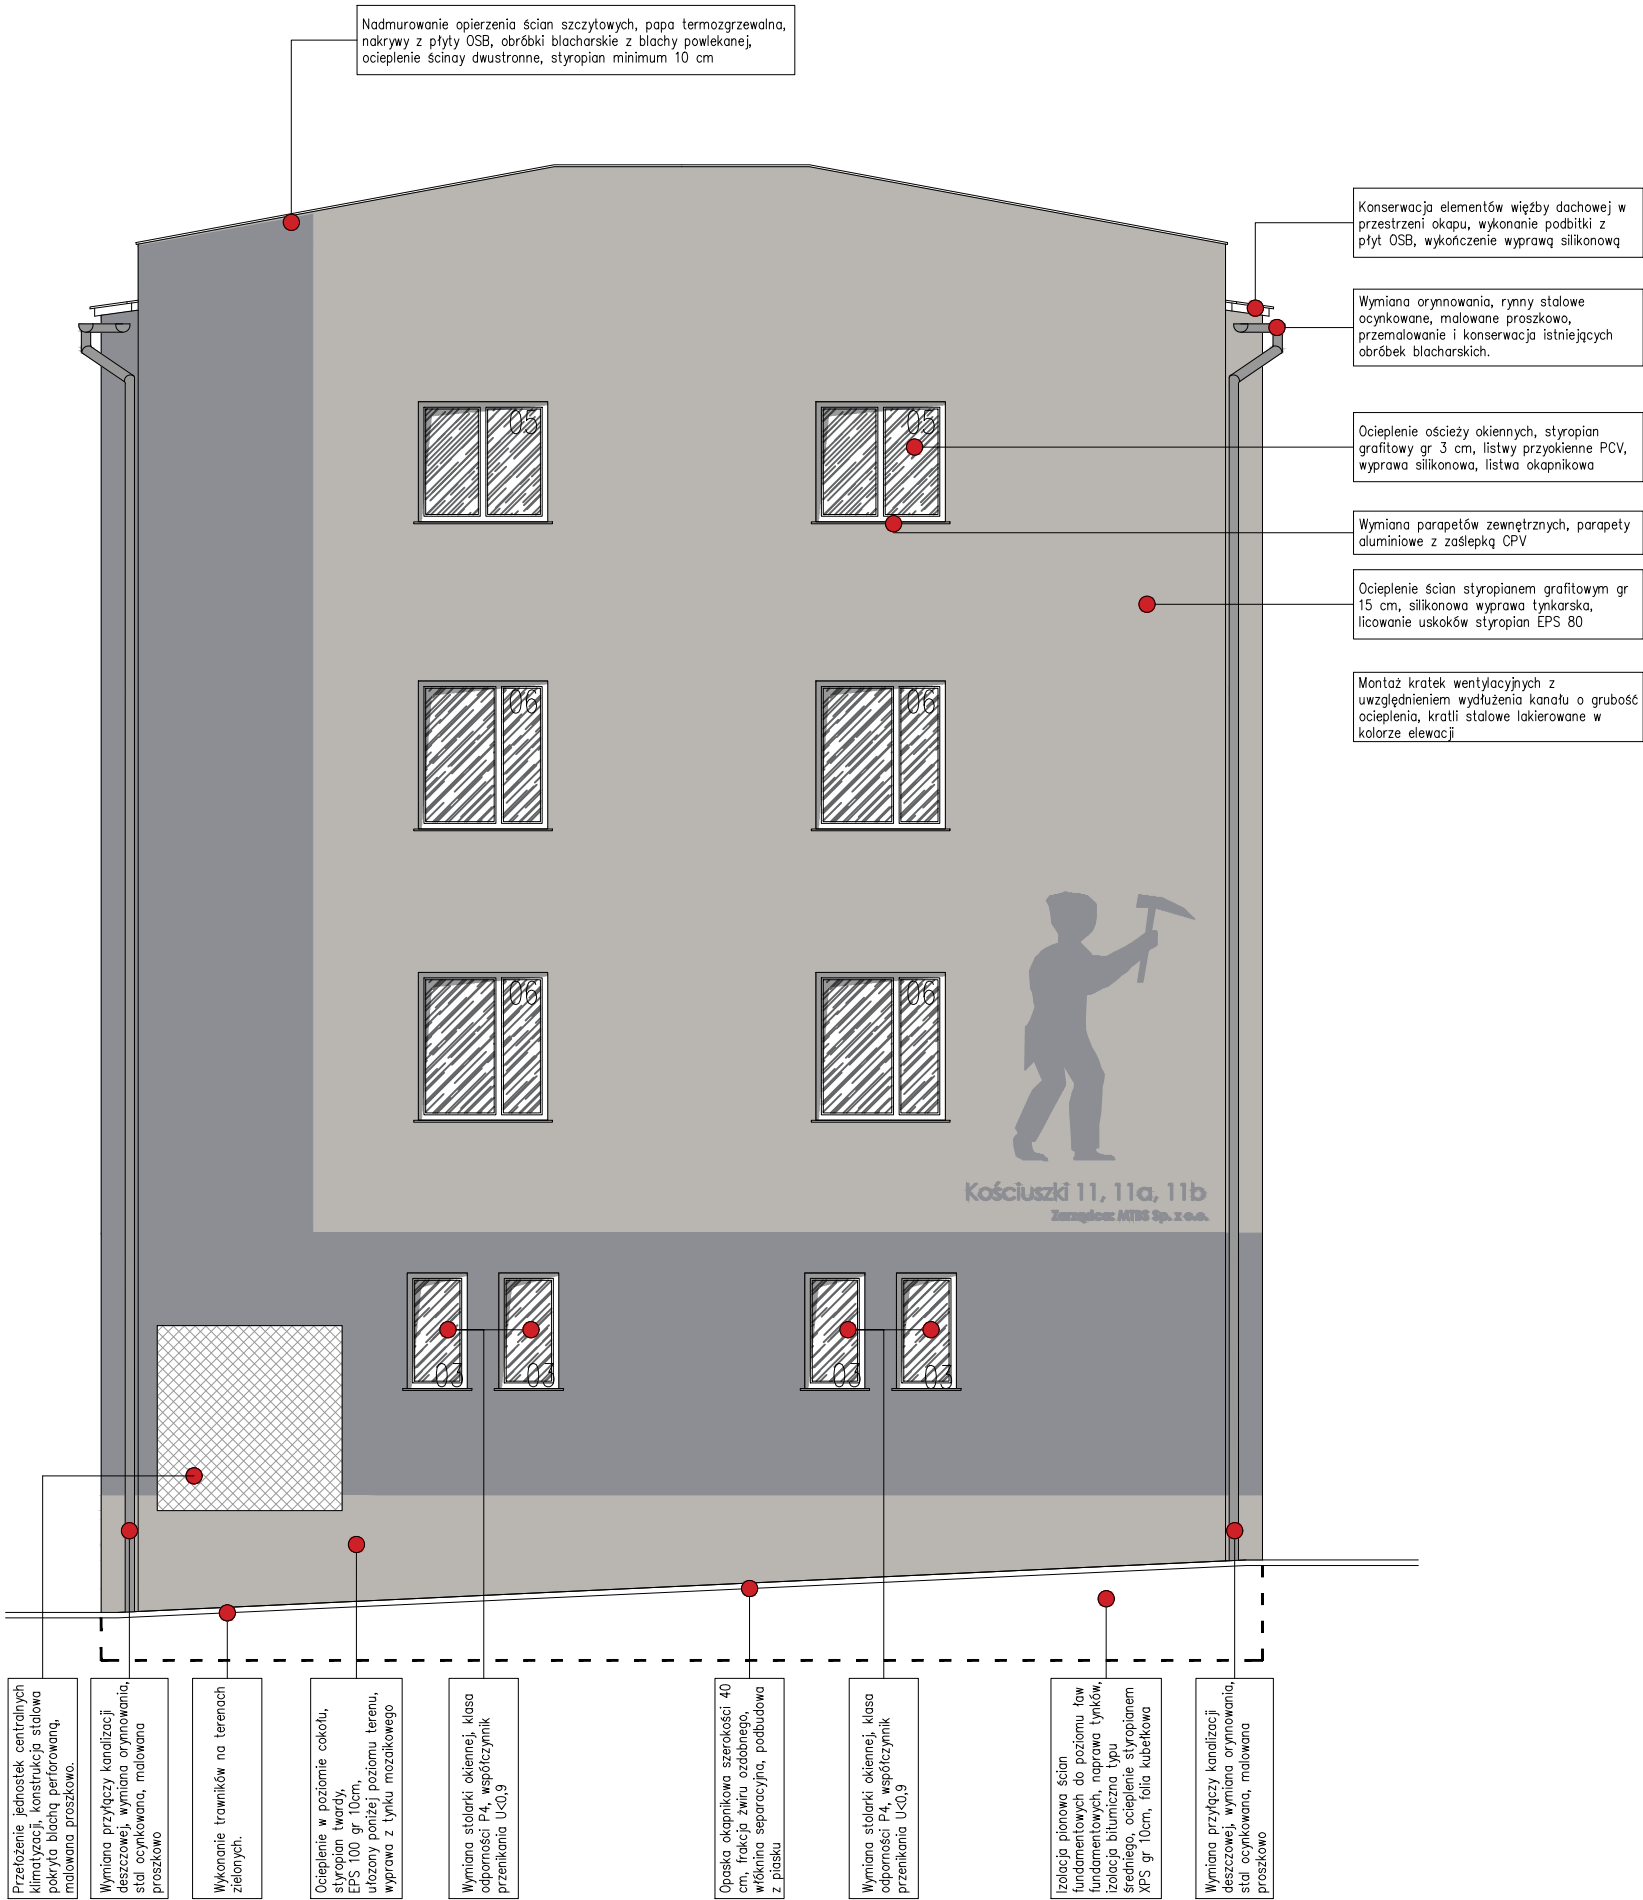 Nadmurowanie opierzenia ścian szczytowych, papa termozgrzewalna,
nakrywy z płyty OSB, obróbki blacharskie z blachy powlekanej,
ocieplenie ścinay dwustronne, styropian minimum 10 cm
Konserwacja elementów więźby dachowej w
przestrzeni okapu, wykonanie podbitki z
płyt OSB, wykończenie wyprawą silikonową
Wymiana orynnowania, rynny stalowe
ocynkowane, malowane proszkowo,
przemalowanie i konserwacja istniejących
obróbek blacharskich.
Ocieplenie ościeży okiennych, styropian
grafitowy gr 3 cm, listwy przyokienne PCV,
wyprawa silikonowa, listwa okapnikowa
Wymiana parapetów zewnętrznych, parapety
aluminiowe z zaślepką CPV
Ocieplenie ścian styropianem grafitowym gr
15 cm, silikonowa wyprawa tynkarska,
licowanie uskoków styropian EPS 80
Montaż kratek wentylacyjnych z
uwzględnieniem wydłużenia kanału o grubość
ocieplenia, kratli stalowe lakierowane w
kolorze elewacji
05
05
06
06
06
06
Kościuszki 11, 11a, 11b
Zarządca: MTBS Sp. z o.o.
03
03
03
03
Przełożenie jednostek centralnych
klimatyzacji, konstrukcja stalowa
pokryta blachą perforowaną,
malowana proszkowo.
Wymiana przyłączy kanalizacji
deszczowej, wymiana orynnowania,
stal ocynkowana, malowana
proszkowo
Wykonanie trawników na terenach
zielonych.
Ocieplenie w poziomie cokołu,
styropian twardy,
EPS 100 gr 10cm,
ułozony poniżej poziomu terenu,
wyprawa z tynku mozaikowego
Wymiana stolarki okiennej, klasa
odporności P4, współczynnik
przenikania U<0,9
Opaska okapnikowa szerokości 40
cm, frakcja żwiru ozdobnego,
włóknina separacyjna, podbudowa
z piasku
Wymiana stolarki okiennej, klasa
odporności P4, współczynnik
przenikania U<0,9
Izolacja pionowa ścian
fundamentowych do poziomu ław
fundamentowych, naprawa tynków,
izolacja bitumiczna typu
średniego, ocieplenie styropianem
XPS gr 10cm, folia kubełkowa
Wymiana przyłączy kanalizacji
deszczowej, wymiana orynnowania,
stal ocynkowana, malowana
proszkowo